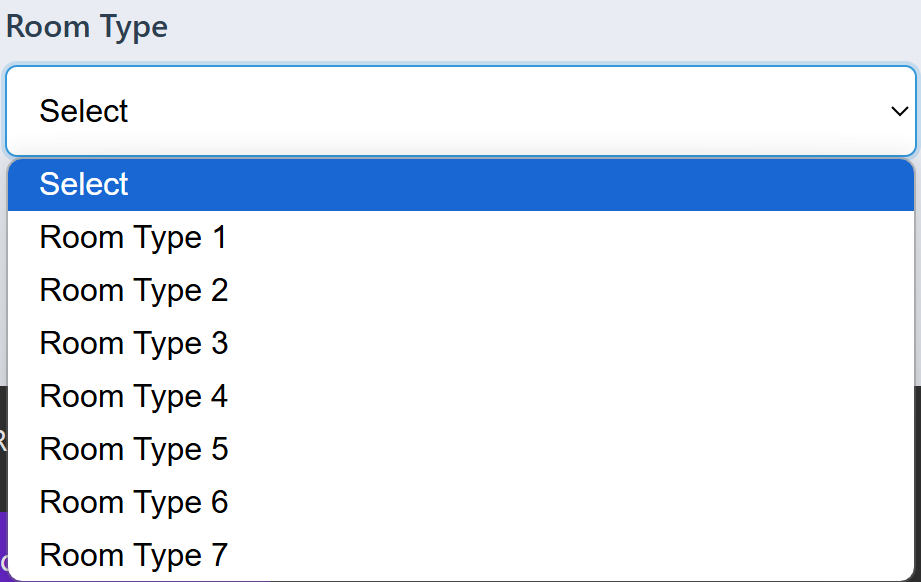 Room Type
Select
Select
Room Type 1
Room Type 2
Room Type 3
Room Type 4
Room Type 5
Room Type 6
Room Type 7